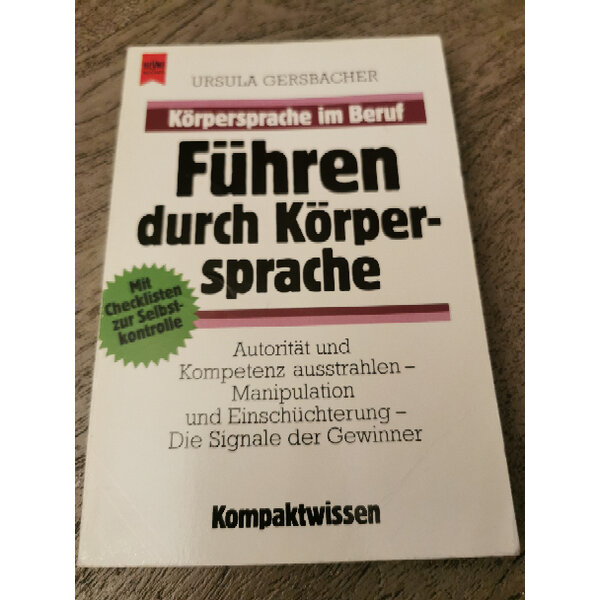 URSULA GERSBACHER
Körpersprache im Beruf
Führen
durch Körper-
sprache
Mit
Checklisten
zur Selbst-
kontrolle
Autorität und
Kompetenz ausstrahlen –
Manipulation
und Einschüchterung –
Die Signale der Gewinner
Kompaktwissen